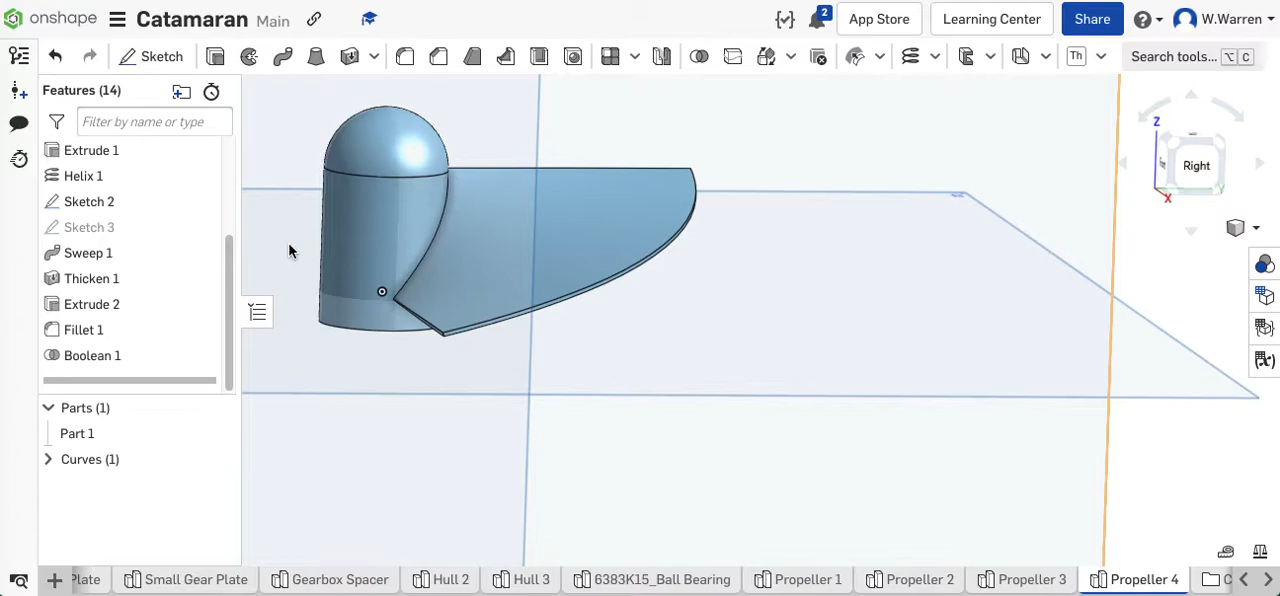 onshape Catamaran Main 2 App Store Learning Center Share W.Warren
Sketch Th Search tools... ⌥ C
Features (14)
Filter by name or type
Extrude 1
Helix 1
Sketch 2
Sketch 3
Sweep 1
Thicken 1
Extrude 2
Fillet 1
Boolean 1
Parts (1)
Part 1
Curves (1)
Z
Right
Y
X
Plate Small Gear Plate Gearbox Spacer Hull 2 Hull 3 6383K15_Ball Bearing Propeller 1 Propeller 2 Propeller 3 Propeller 4 C